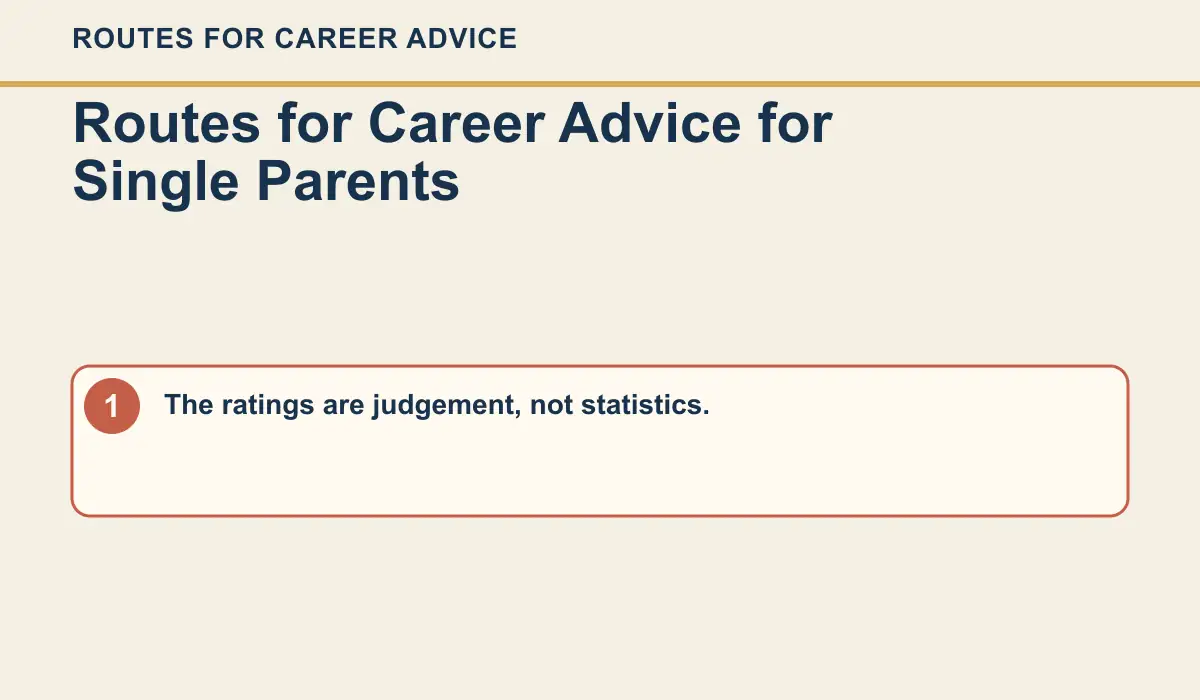 ROUTES FOR CAREER ADVICE
Routes for Career Advice for
Single Parents
1
The ratings are judgement, not statistics.